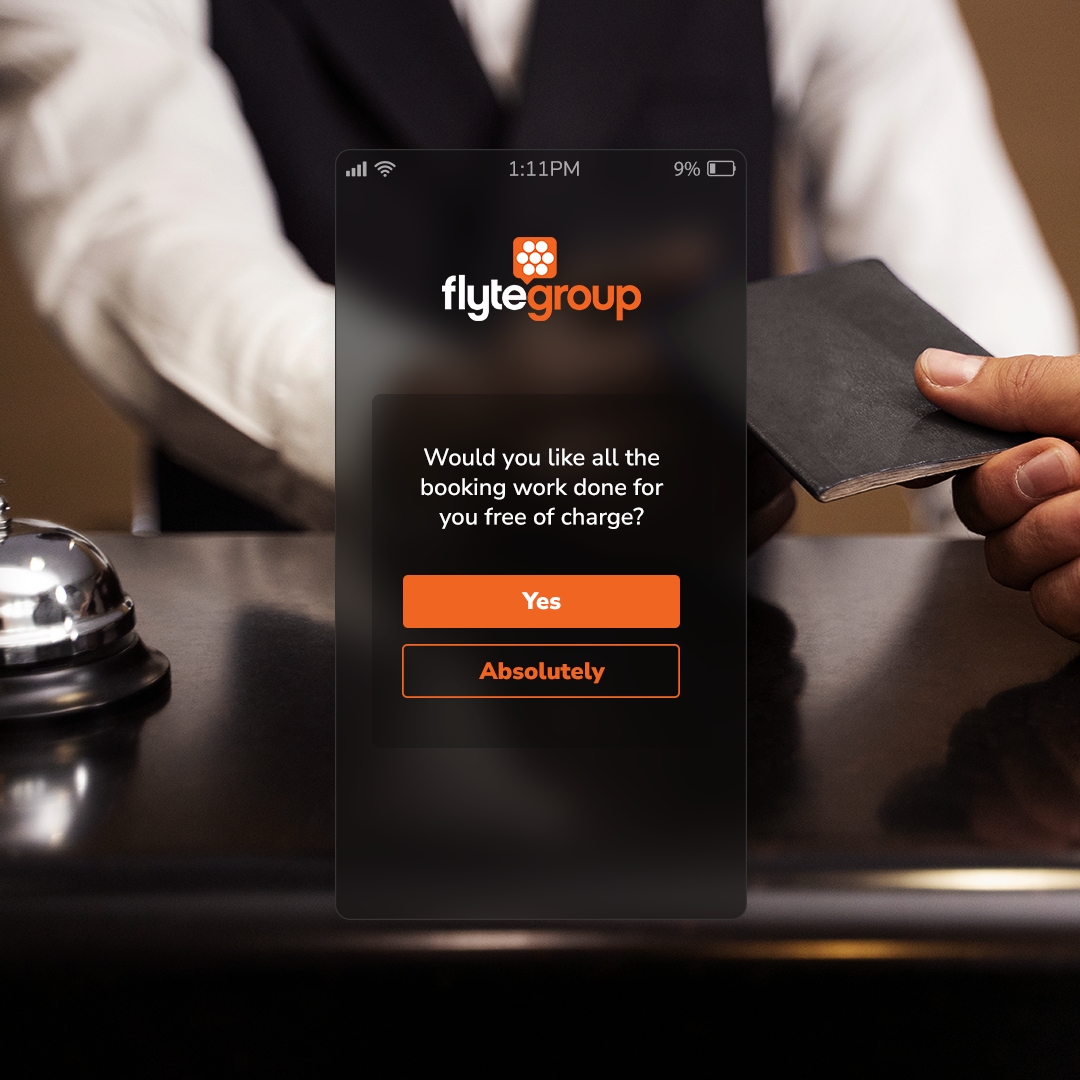 1:11PM
9%
flytegroup
Would you like all the
booking work done for
you free of charge?
Yes
Absolutely